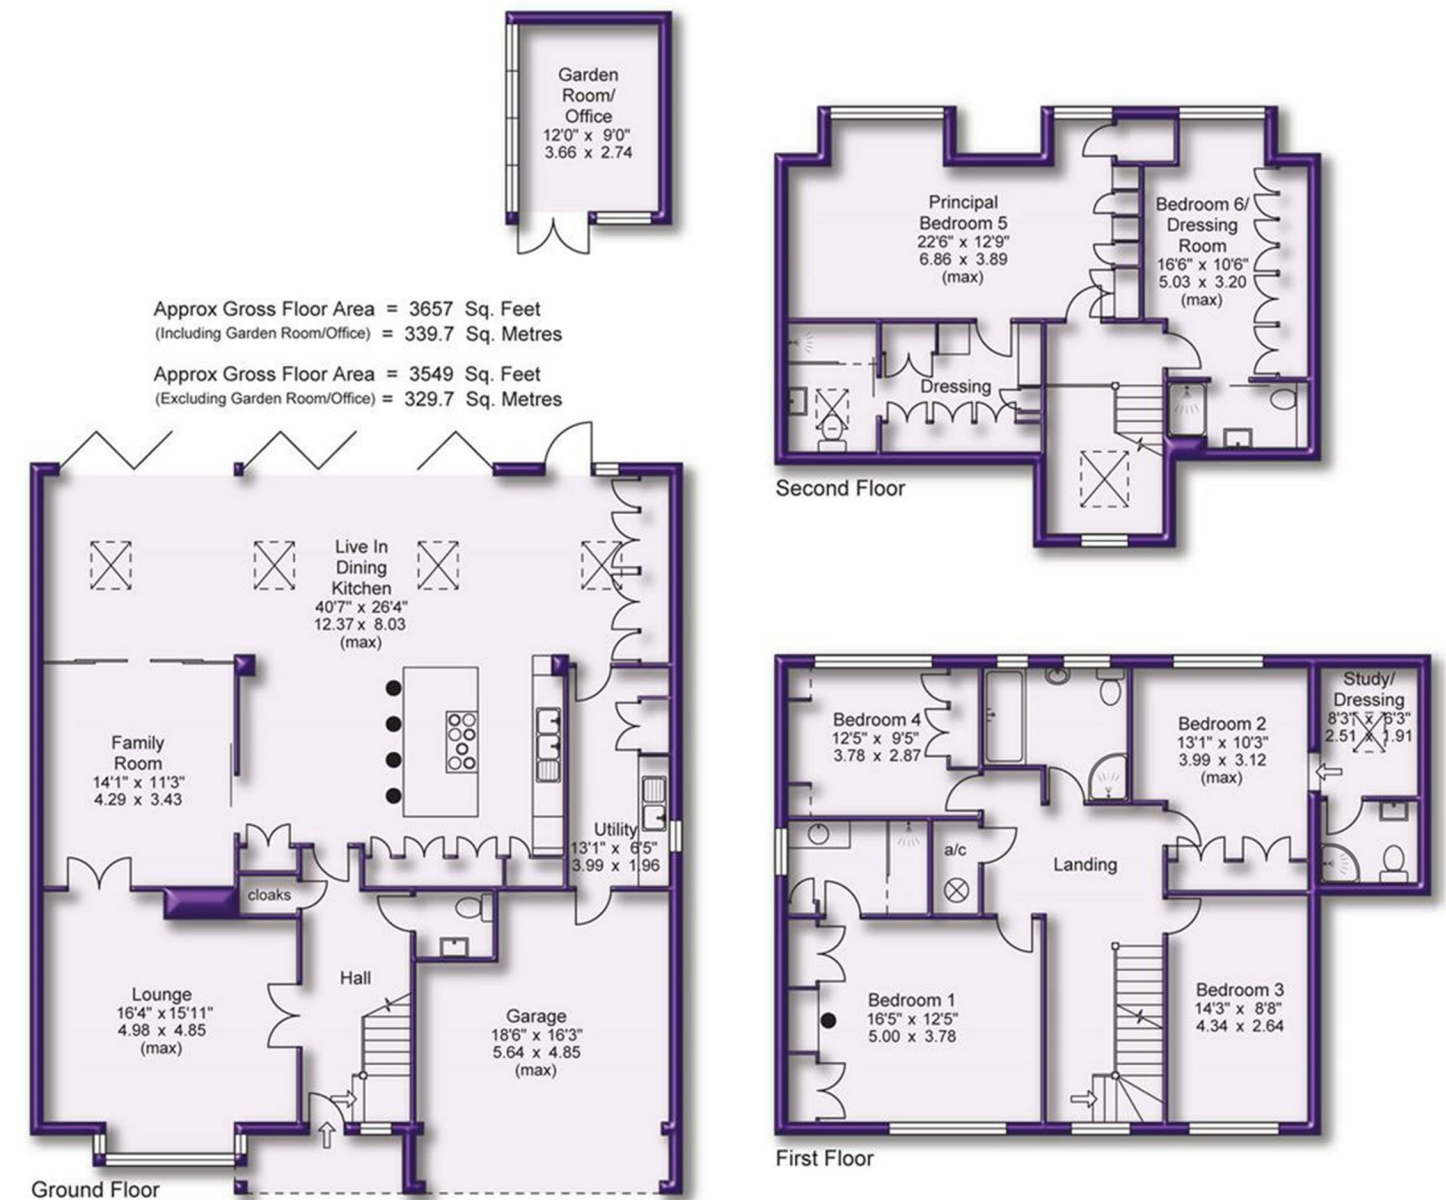 Garden
Room/
Office
12'0" x 9'0"
3.66 x 2.74
Approx Gross Floor Area = 3657 Sq. Feet
(Including Garden Room/Office) = 339.7 Sq. Metres
Approx Gross Floor Area = 3549 Sq. Feet
(Excluding Garden Room/Office) = 329.7 Sq. Metres
Principal
Bedroom 5
22'6" x 12'9"
6.86 x 3.89
(max)
Bedroom 6/
Dressing
Room
16'6" x 10'6"
5.03 x 3.20
(max)
Dressing
Second Floor
Live In
Dining
Kitchen
40'7" x 26'4"
12.37 x 8.03
(max)
Family
Room
14'1" x 11'3"
4.29 x 3.43
Utility
13'1" x 6'5"
3.99 x 1.96
cloaks
Hall
Lounge
16'4" x 15'11"
4.98 x 4.85
(max)
Garage
18'6" x 16'3"
5.64 x 4.85
(max)
Ground Floor
Bedroom 4
12'5" x 9'5"
3.78 x 2.87
Bedroom 2
13'1" x 10'3"
3.99 x 3.12
(max)
Study/
Dressing
8'3" x 6'3"
2.51 x 1.91
a/c
Landing
Bedroom 1
16'5" x 12'5"
5.00 x 3.78
Bedroom 3
14'3" x 8'8"
4.34 x 2.64
First Floor